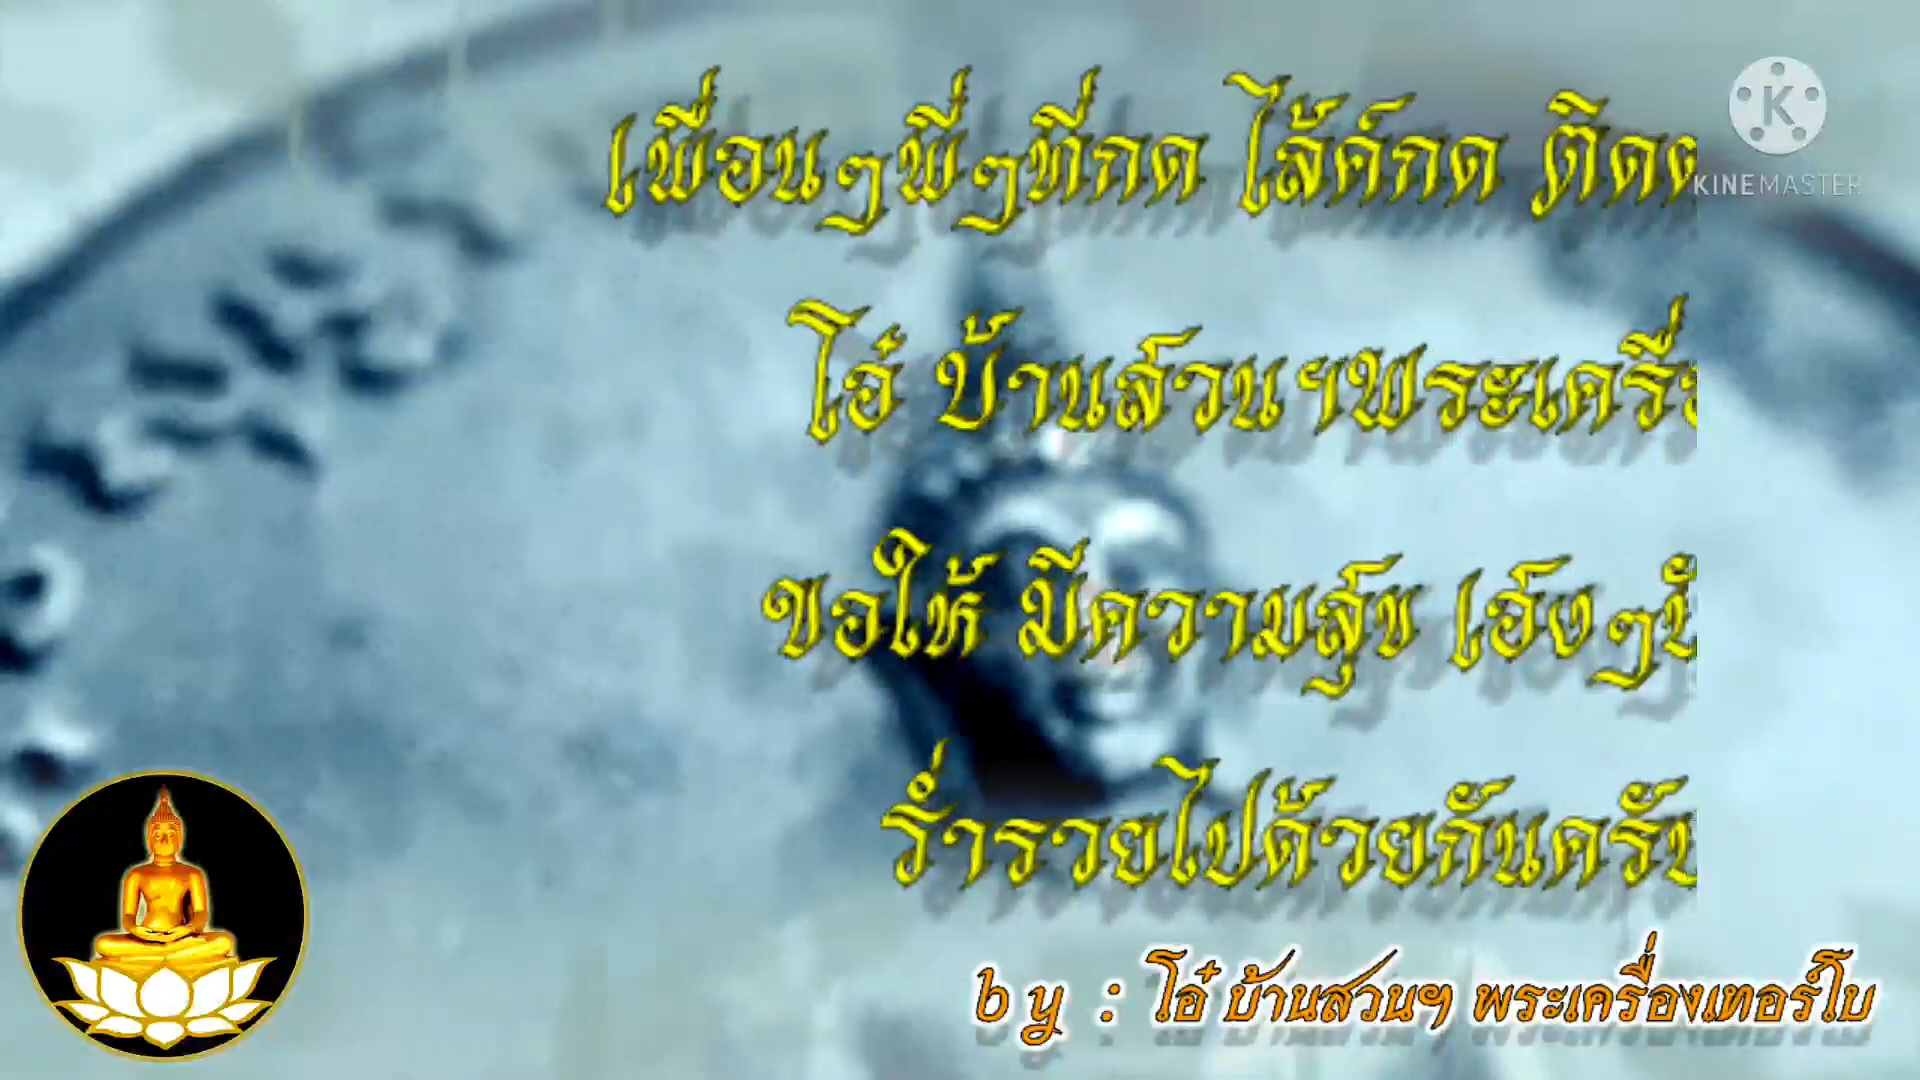 เพื่อนๆพี่ๆที่กด ไล้ค์กด ติด
KINEMASTER
โอ๋ บ้านส์วนฯพระเครื่
ขอให้ มีความสุ์ข เฮ์งๆ
ร่ำรวยไปด้วยกันครับ
by : โอ๋ บ้านสวนฯ พระเครื่องเทอร์โบ